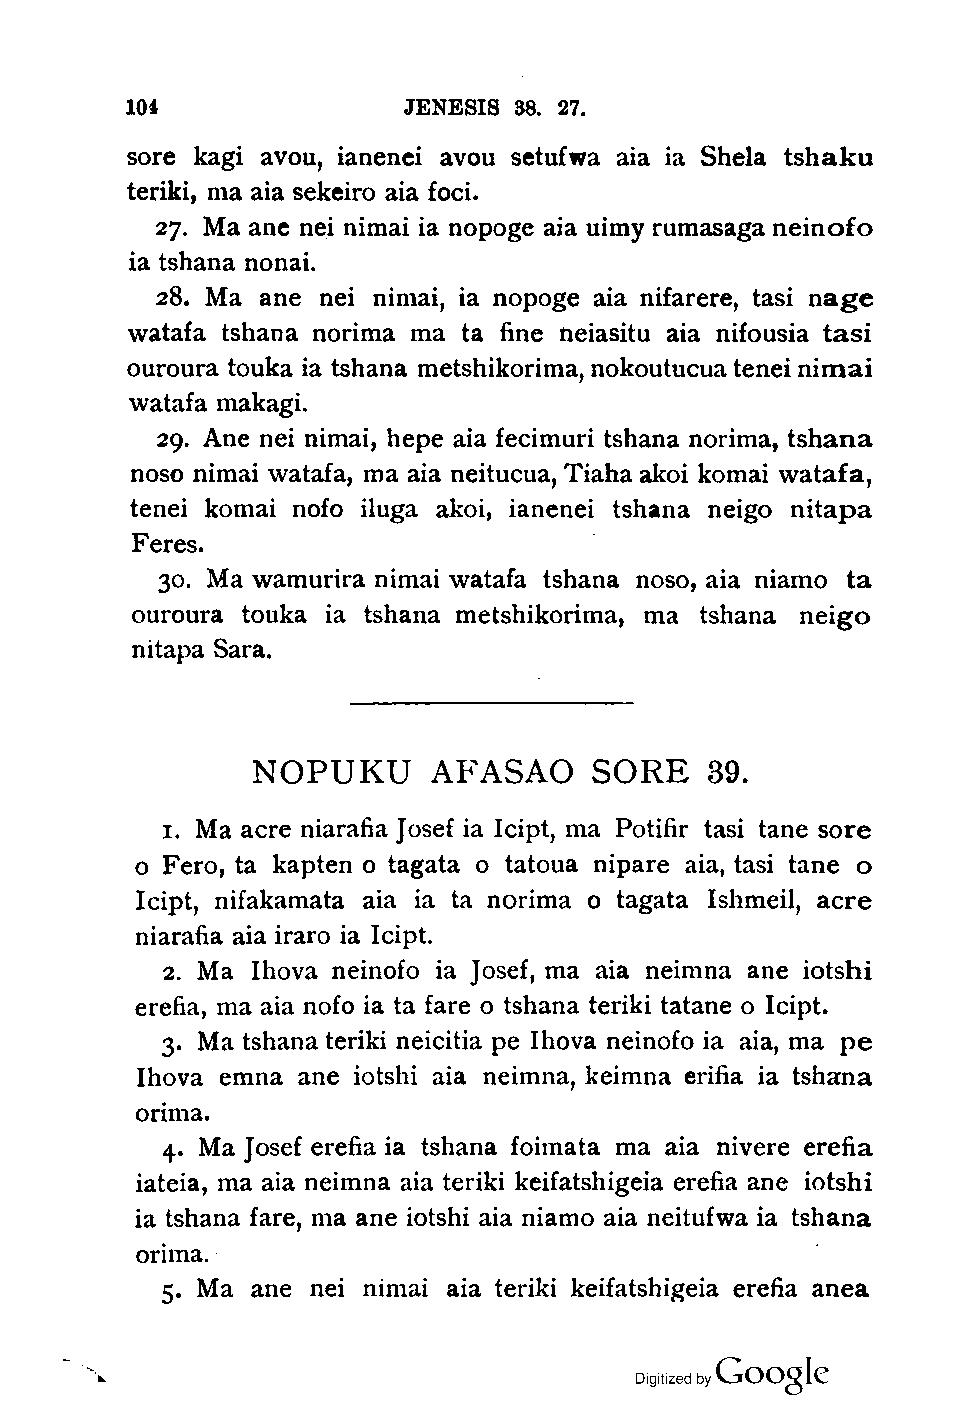 104 JENESIS 38. 27.
sore kagi avou, ianenei avou setufwa aia ia Shela tshaku
teriki, ma aia sekeiro aia foci.
27. Ma ane nei nimai ia nopoge aia uimy rumasaga neinofo
ia tshana nonai.
28. Ma ane nei nimai, ia nopoge aia nifarere, tasi nage
watafa tshana norima ma ta fine neiasitu aia nifousia tasi
ouroura touka ia tshana metshikorima, nokoutucua tenei nimai
watafa makagi.
29. Ane nei nimai, hepe aia fecimuri tshana norima, tshana
noso nimai watafa, ma aia neitucua, Tiaha akoi komai watafa,
tenei komai nofo iluga akoi, ianenei tshana neigo nitapa
Feres.
30. Ma wamurira nimai watafa tshana noso, aia niamo ta
ouroura touka ia tshana metshikorima, ma tshana neigo
nitapa Sara.
NOPUKU AFASAO SORE 39.
1. Ma acre niarafia Josef ia Icipt, ma Potifir tasi tane sore
o Fero, ta kapten o tagata o tatoua nipare aia, tasi tane o
Icipt, nifakamata aia ia ta norima o tagata Ishmeil, acre
niarafia aia iraro ia Icipt.
2. Ma Ihova neinofo ia Josef, ma aia neimna ane iotshi
erefia, ma aia nofo ia ta fare o tshana teriki tatane o Icipt.
3. Ma tshana teriki neicitia pe Ihova neinofo ia aia, ma pe
Ihova emna ane iotshi aia neimna, keimna erifia ia tshana
orima.
4. Ma Josef erefia ia tshana foimata ma aia nivere erefia
iateia, ma aia neimna aia teriki keifatshigeia erefia ane iotshi
ia tshana fare, ma ane iotshi aia niamo aia neitufwa ia tshana
orima.
5. Ma ane nei nimai aia teriki keifatshigeia erefia anea
Digitized by Google